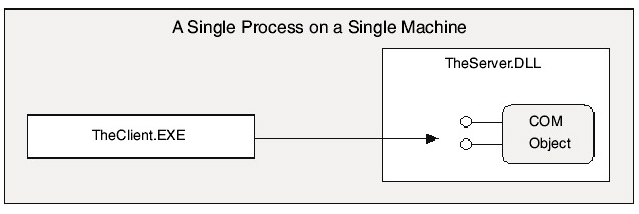 A Single Process on a Single Machine
TheServer.DLL
TheClient.EXE
COM
Object